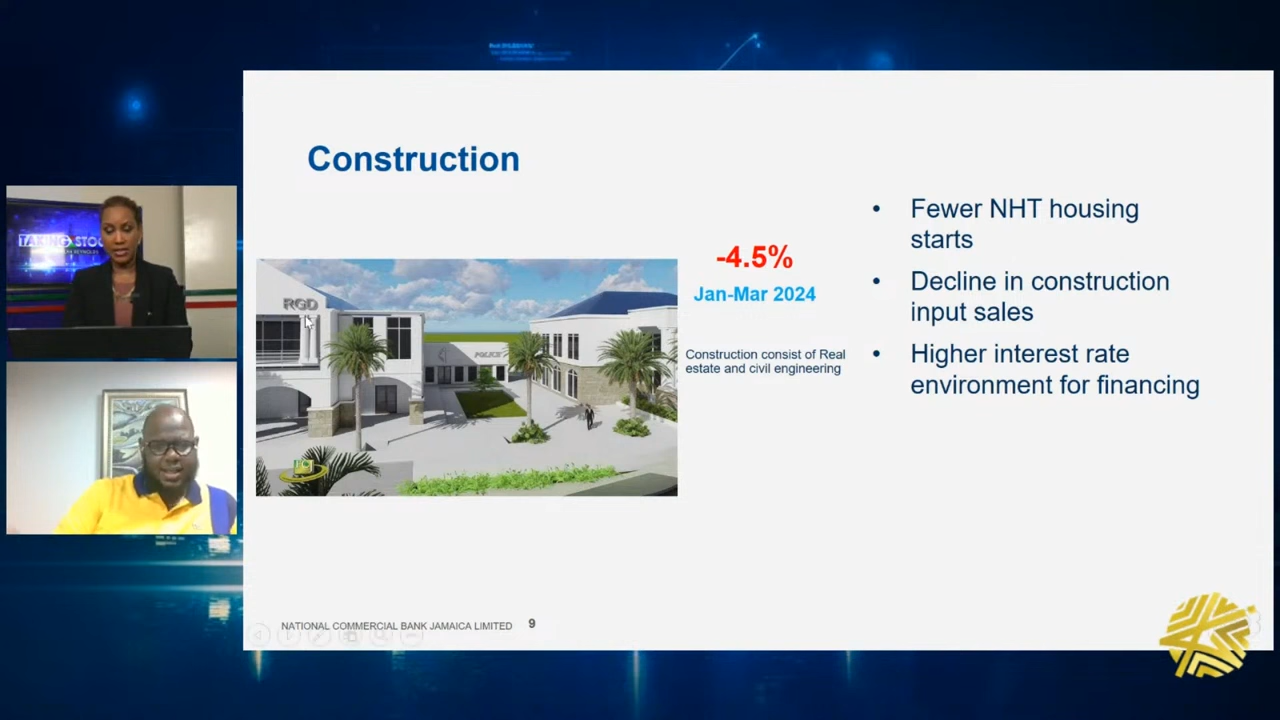 TAKING STOC
Construction
-4.5%
Jan-Mar 2024
Construction consist of Real
estate and civil engineering
• Fewer NHT housing
starts
• Decline in construction
input sales
• Higher interest rate
environment for financing
RGD
POLICE
NATIONAL COMMERCIAL BANK JAMAICA LIMITED 9